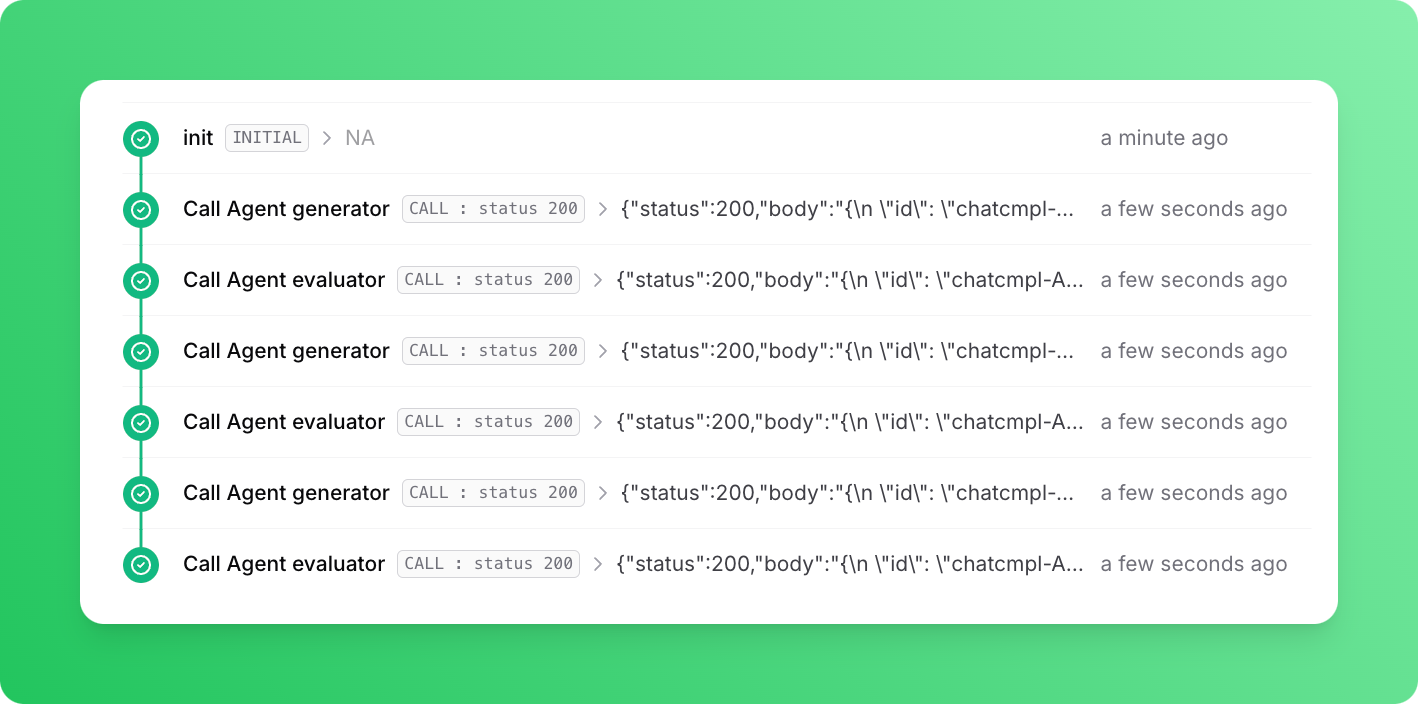 init INITIAL > NA a minute ago
Call Agent generator CALL : status 200 > {"status":200,"body":"{\n \"id\": \"chatcmpl-... a few seconds ago
Call Agent evaluator CALL : status 200 > {"status":200,"body":"{\n \"id\": \"chatcmpl-A... a few seconds ago
Call Agent generator CALL : status 200 > {"status":200,"body":"{\n \"id\": \"chatcmpl-... a few seconds ago
Call Agent evaluator CALL : status 200 > {"status":200,"body":"{\n \"id\": \"chatcmpl-A... a few seconds ago
Call Agent generator CALL : status 200 > {"status":200,"body":"{\n \"id\": \"chatcmpl-... a few seconds ago
Call Agent evaluator CALL : status 200 > {"status":200,"body":"{\n \"id\": \"chatcmpl-A... a few seconds ago